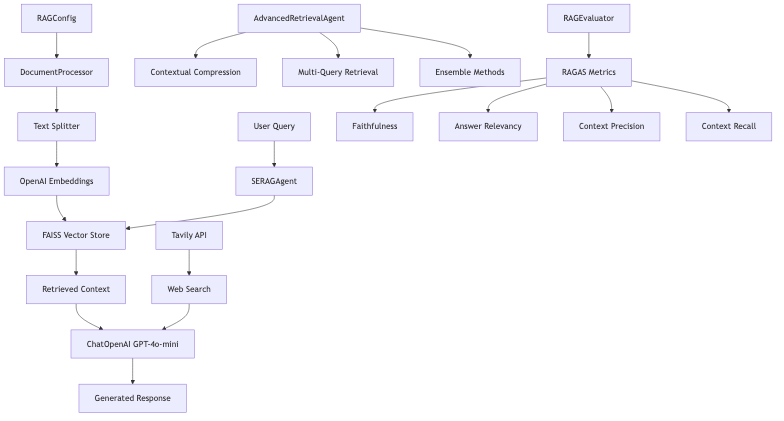 RAGConfig
AdvancedRetrievalAgent
RAGEvaluator
DocumentProcessor
Contextual Compression
Multi-Query Retrieval
Ensemble Methods
RAGAS Metrics
Text Splitter
User Query
Faithfulness
Answer Relevancy
Context Precision
Context Recall
OpenAI Embeddings
SERAGAgent
FAISS Vector Store
Tavily API
Retrieved Context
Web Search
ChatOpenAI GPT-4o-mini
Generated Response